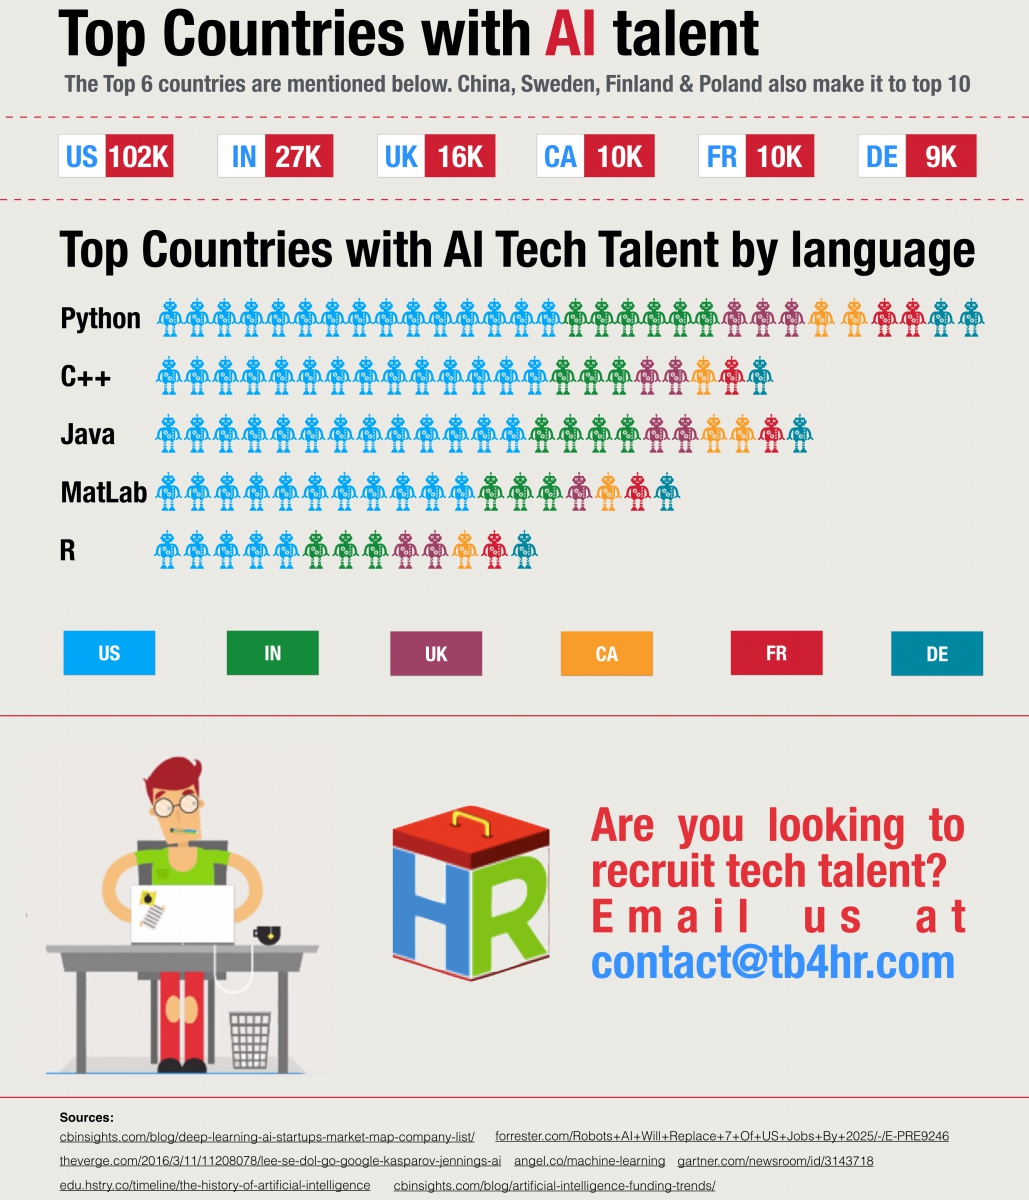 Top Countries with AI talent
The Top 6 countries are mentioned below. China, Sweden, Finland & Poland also make it to top 10
US 102K IN 27K UK 16K CA 10K FR 10K DE 9K
Top Countries with AI Tech Talent by language
Python
C++
Java
MatLab
R
US IN UK CA FR DE
HR
Are you looking to
recruit tech talent?
Email us at
contact@tb4hr.com
Sources:
cbinsights.com/blog/deep-learning-ai-startups-market-map-company-list/ forrester.com/Robots+AI+Will+Replace+7+Of+US+Jobs+By+2025/-/E-PRE9246
theverge.com/2016/3/11/11208078/lee-se-dol-go-google-kasparov-jennings-ai angel.co/machine-learning gartner.com/newsroom/id/3143718
edu.hstry.co/timeline/the-history-of-artificial-intelligence cbinsights.com/blog/artificial-intelligence-funding-trends/